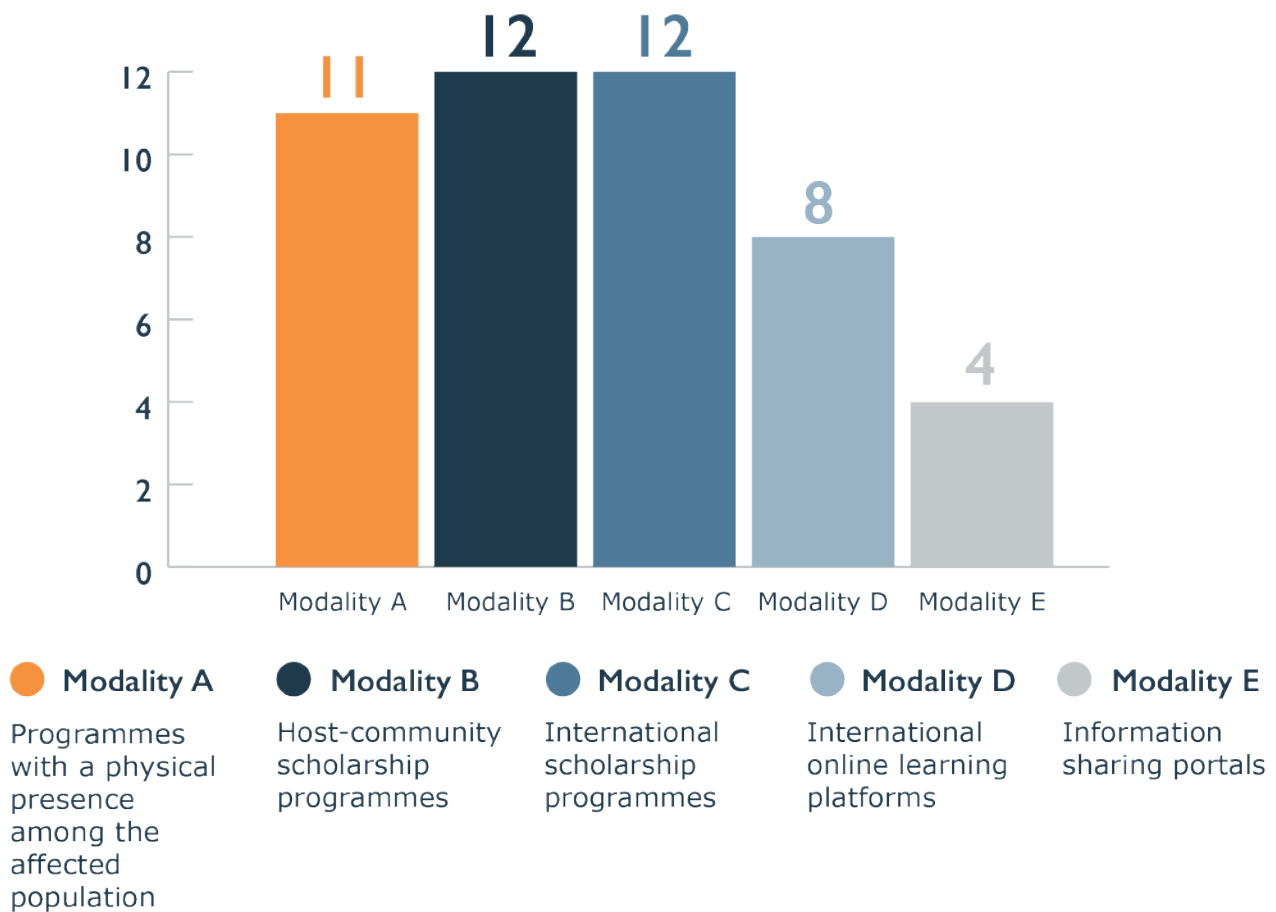 11
12
12
8
4
12
10
8
6
4
2
0
Modality A
Modality B
Modality C
Modality D
Modality E
Modality A
Programmes
with a physical
presence
among the
affected
population
Modality B
Host-community
scholarship
programmes
Modality C
International
scholarship
programmes
Modality D
International
online learning
platforms
Modality E
Information
sharing portals